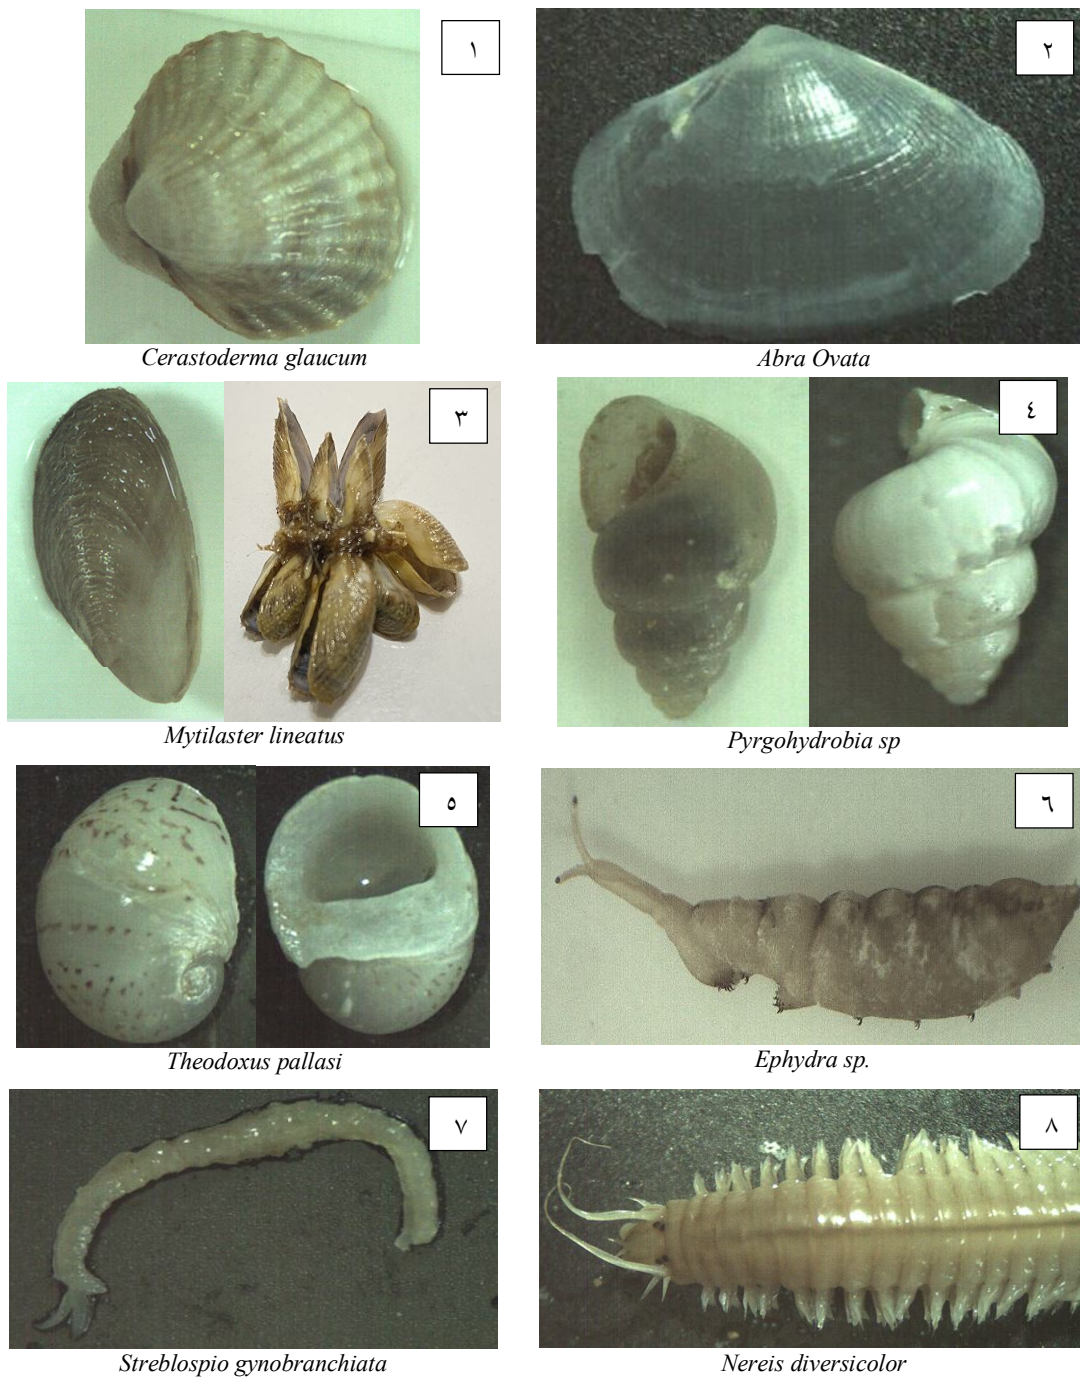 ١
٢
Cerastoderma glaucum
Abra Ovata
٣
٤
Mytilaster lineatus
Pyrgohydrobia sp
٥
٦
Theodoxus pallasi
Ephydra sp.
٧
٨
Streblospio gynobranchiata
Nereis diversicolor